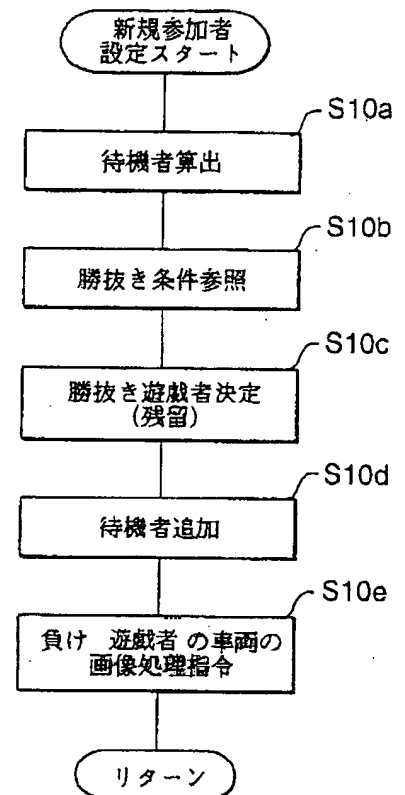 新規参加者
設定スタート
S10a
待機者算出
S10b
勝抜き条件参照
S10c
勝抜き遊戯者決定
(残留)
S10d
待機者追加
S10e
負け 遊戯者 の車両の
画像処理指令
リターン